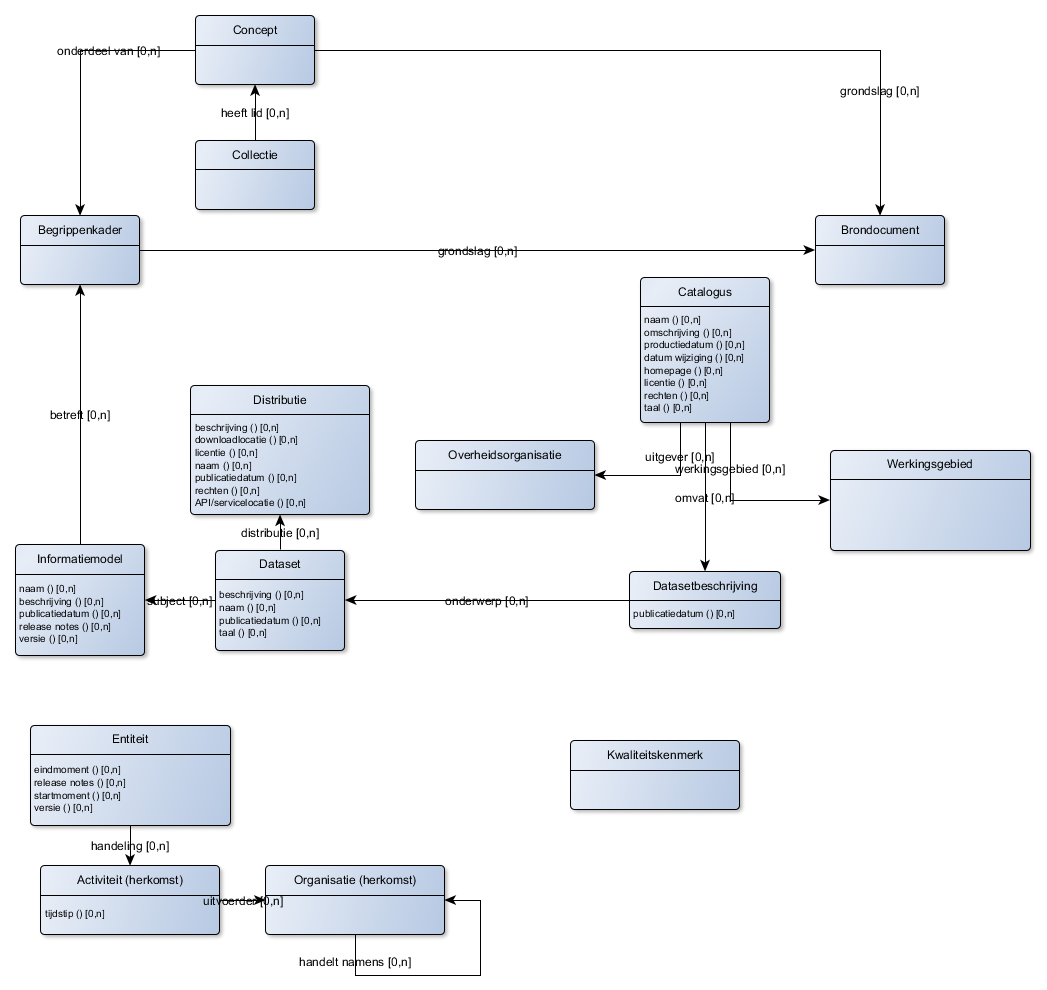 Concept
onderdeel van [0,n]
grondslag [0,n]
heeft lid [0,n]
Collectie
Begrippenkader
Brondocument
grondslag [0,n]
Catalogus
naam () [0,n]
omschrijving () [0,n]
productiedatum () [0,n]
datum wijziging () [0,n]
homepage () [0,n]
licentie () [0,n]
rechten () [0,n]
taal () [0,n]
betreft [0,n]
Distributie
beschrijving () [0,n]
downloadlocatie () [0,n]
licentie () [0,n]
naam () [0,n]
publicatiedatum () [0,n]
rechten () [0,n]
API/servicelocatie () [0,n]
Overheidsorganisatie
uitgever [0,n]
werkingsgebied [0,n]
omvat [0,n]
Werkingsgebied
distributie [0,n]
Informatiemodel
naam () [0,n]
beschrijving () [0,n]
publicatiedatum () [0,n]
release notes () [0,n]
versie () [0,n]
subject [0,n]
Dataset
beschrijving () [0,n]
naam () [0,n]
publicatiedatum () [0,n]
taal () [0,n]
onderwerp [0,n]
Datasetbeschrijving
publicatiedatum () [0,n]
Entiteit
eindmoment () [0,n]
release notes () [0,n]
startmoment () [0,n]
versie () [0,n]
Kwaliteitskenmerk
handeling [0,n]
Activiteit (herkomst)
tijdstip () [0,n]
uitvoerder [0,n]
Organisatie (herkomst)
handelt namens [0,n]